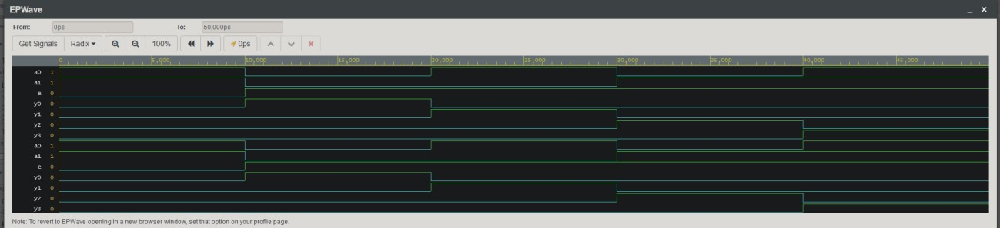 EPWave
From: 0ps To: 50,000ps
Get Signals Radix 100% 0ps
0 5,000 10,000 15,000 20,000 25,000 30,000 35,000 40,000 45,000
a0 1
a1 1
e 0
y0 0
y1 0
y2 0
y3 0
a0 1
a1 1
e 0
y0 0
y1 0
y2 0
y3 0
Note: To revert to EPWave opening in a new browser window, set that option on your profile page.